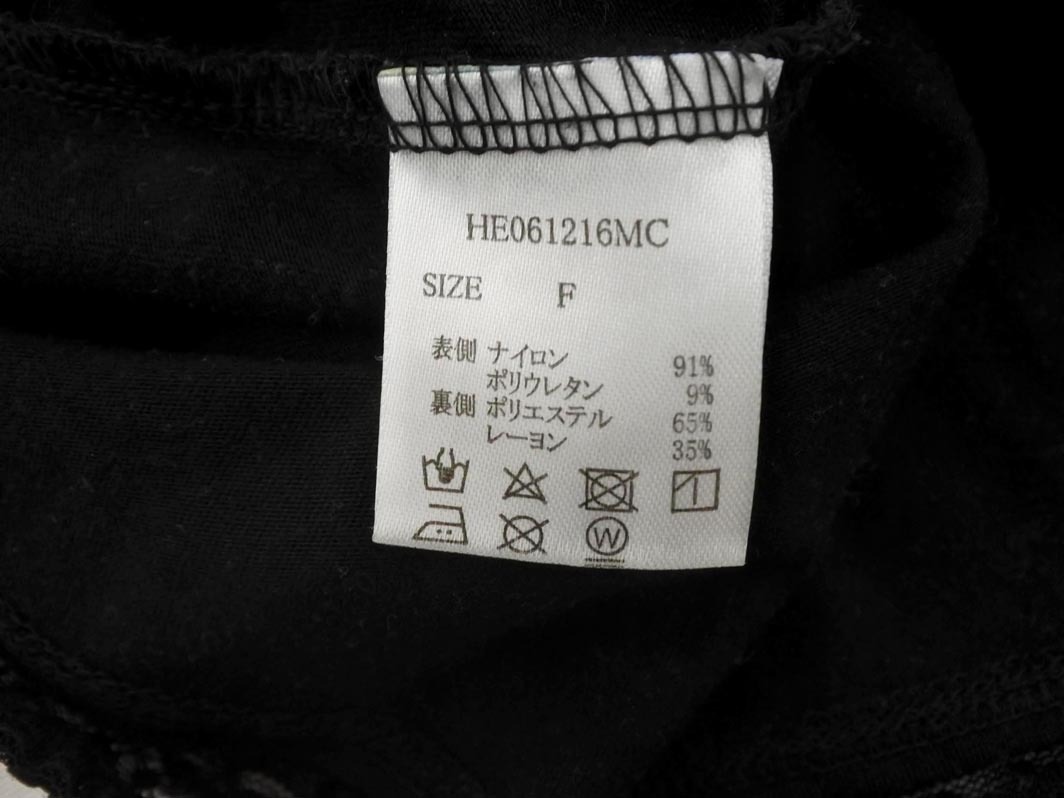 HE061216MC
SIZE F
表側 ナイロン 91%
ポリウレタン 9%
裏側 ポリエステル 65%
レーヨン 35%
W